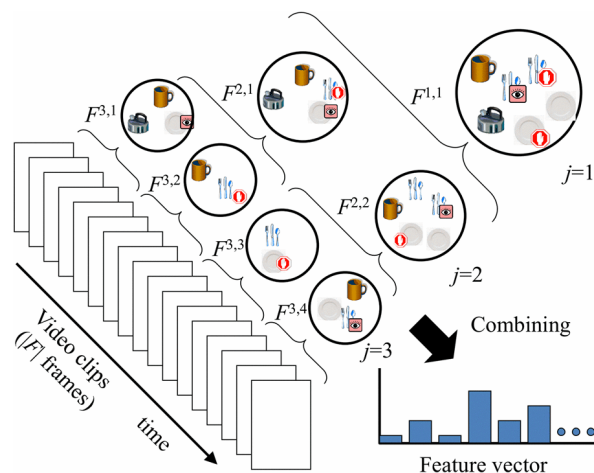 F^{3,1}
F^{2,1}
F^{1,1}
F^{3,2}
F^{2,2}
j=1
F^{3,3}
j=2
F^{3,4}
j=3
Combining
Video clips
(|F| frames)
time
Feature vector